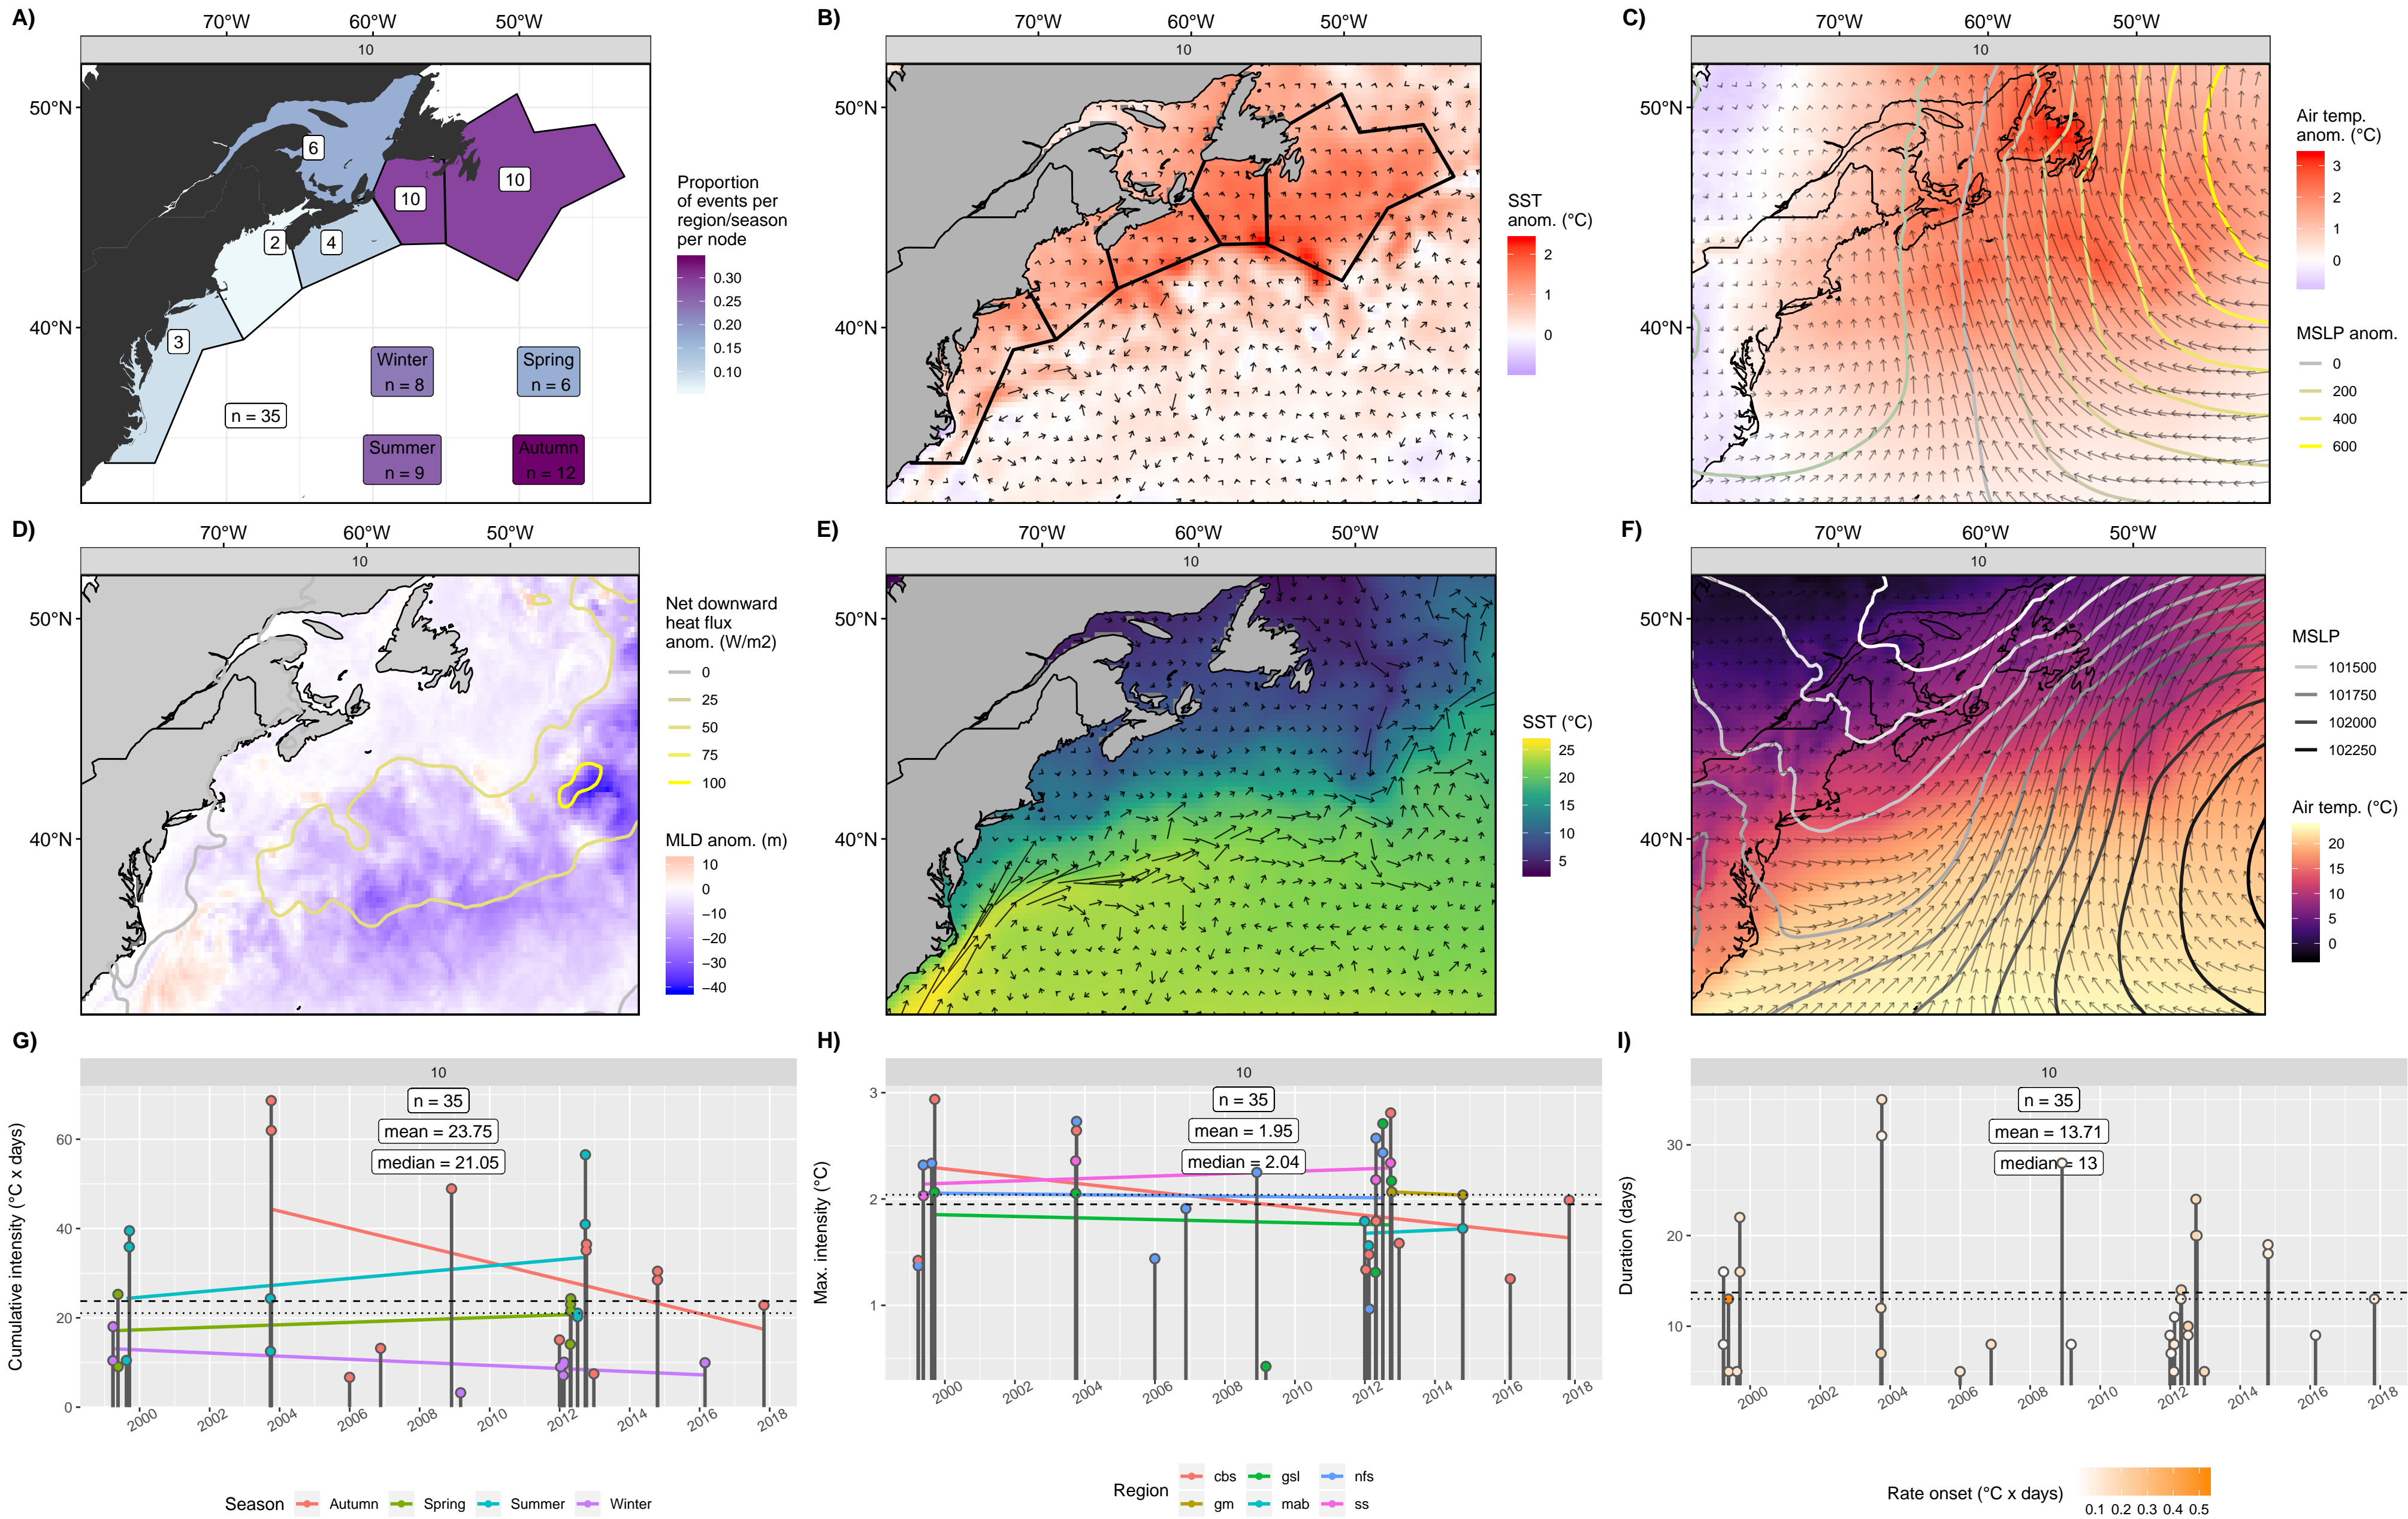 A)
70°W 60°W 50°W
10
50°N
40°N
6
10
10
2
4
3
n = 35
Winter
n = 8
Spring
n = 6
Summer
n = 9
Autumn
n = 12
Proportion
of events per
region/season
per node
0.30
0.25
0.20
0.15
0.10
B)
70°W 60°W 50°W
10
50°N
40°N
SST
anom. (°C)
2
1
0
C)
70°W 60°W 50°W
10
50°N
40°N
Air temp.
anom. (°C)
3
2
1
0
MSLP anom.
0
200
400
600
D)
70°W 60°W 50°W
10
50°N
40°N
Net downward
heat flux
anom. (W/m2)
0
25
50
75
100
MLD anom. (m)
10
0
−10
−20
−30
−40
E)
70°W 60°W 50°W
10
50°N
40°N
SST (°C)
25
20
15
10
5
F)
70°W 60°W 50°W
10
50°N
40°N
MSLP
101500
101750
102000
102250
Air temp. (°C)
20
15
10
5
0
G)
10
n = 35
mean = 23.75
median = 21.05
Cumulative intensity (°C x days)
60
40
20
0
2000 2002 2004 2006 2008 2010 2012 2014 2016 2018
Season Autumn Spring Summer Winter
H)
10
n = 35
mean = 1.95
median = 2.04
Max. intensity (°C)
3
2
1
2000 2002 2004 2006 2008 2010 2012 2014 2016 2018
Region
cbs gsl nfs
gm mab ss
I)
10
n = 35
mean = 13.71
median = 13
Duration (days)
30
20
10
2000 2002 2004 2006 2008 2010 2012 2014 2016 2018
Rate onset (°C x days)
0.1 0.2 0.3 0.4 0.5